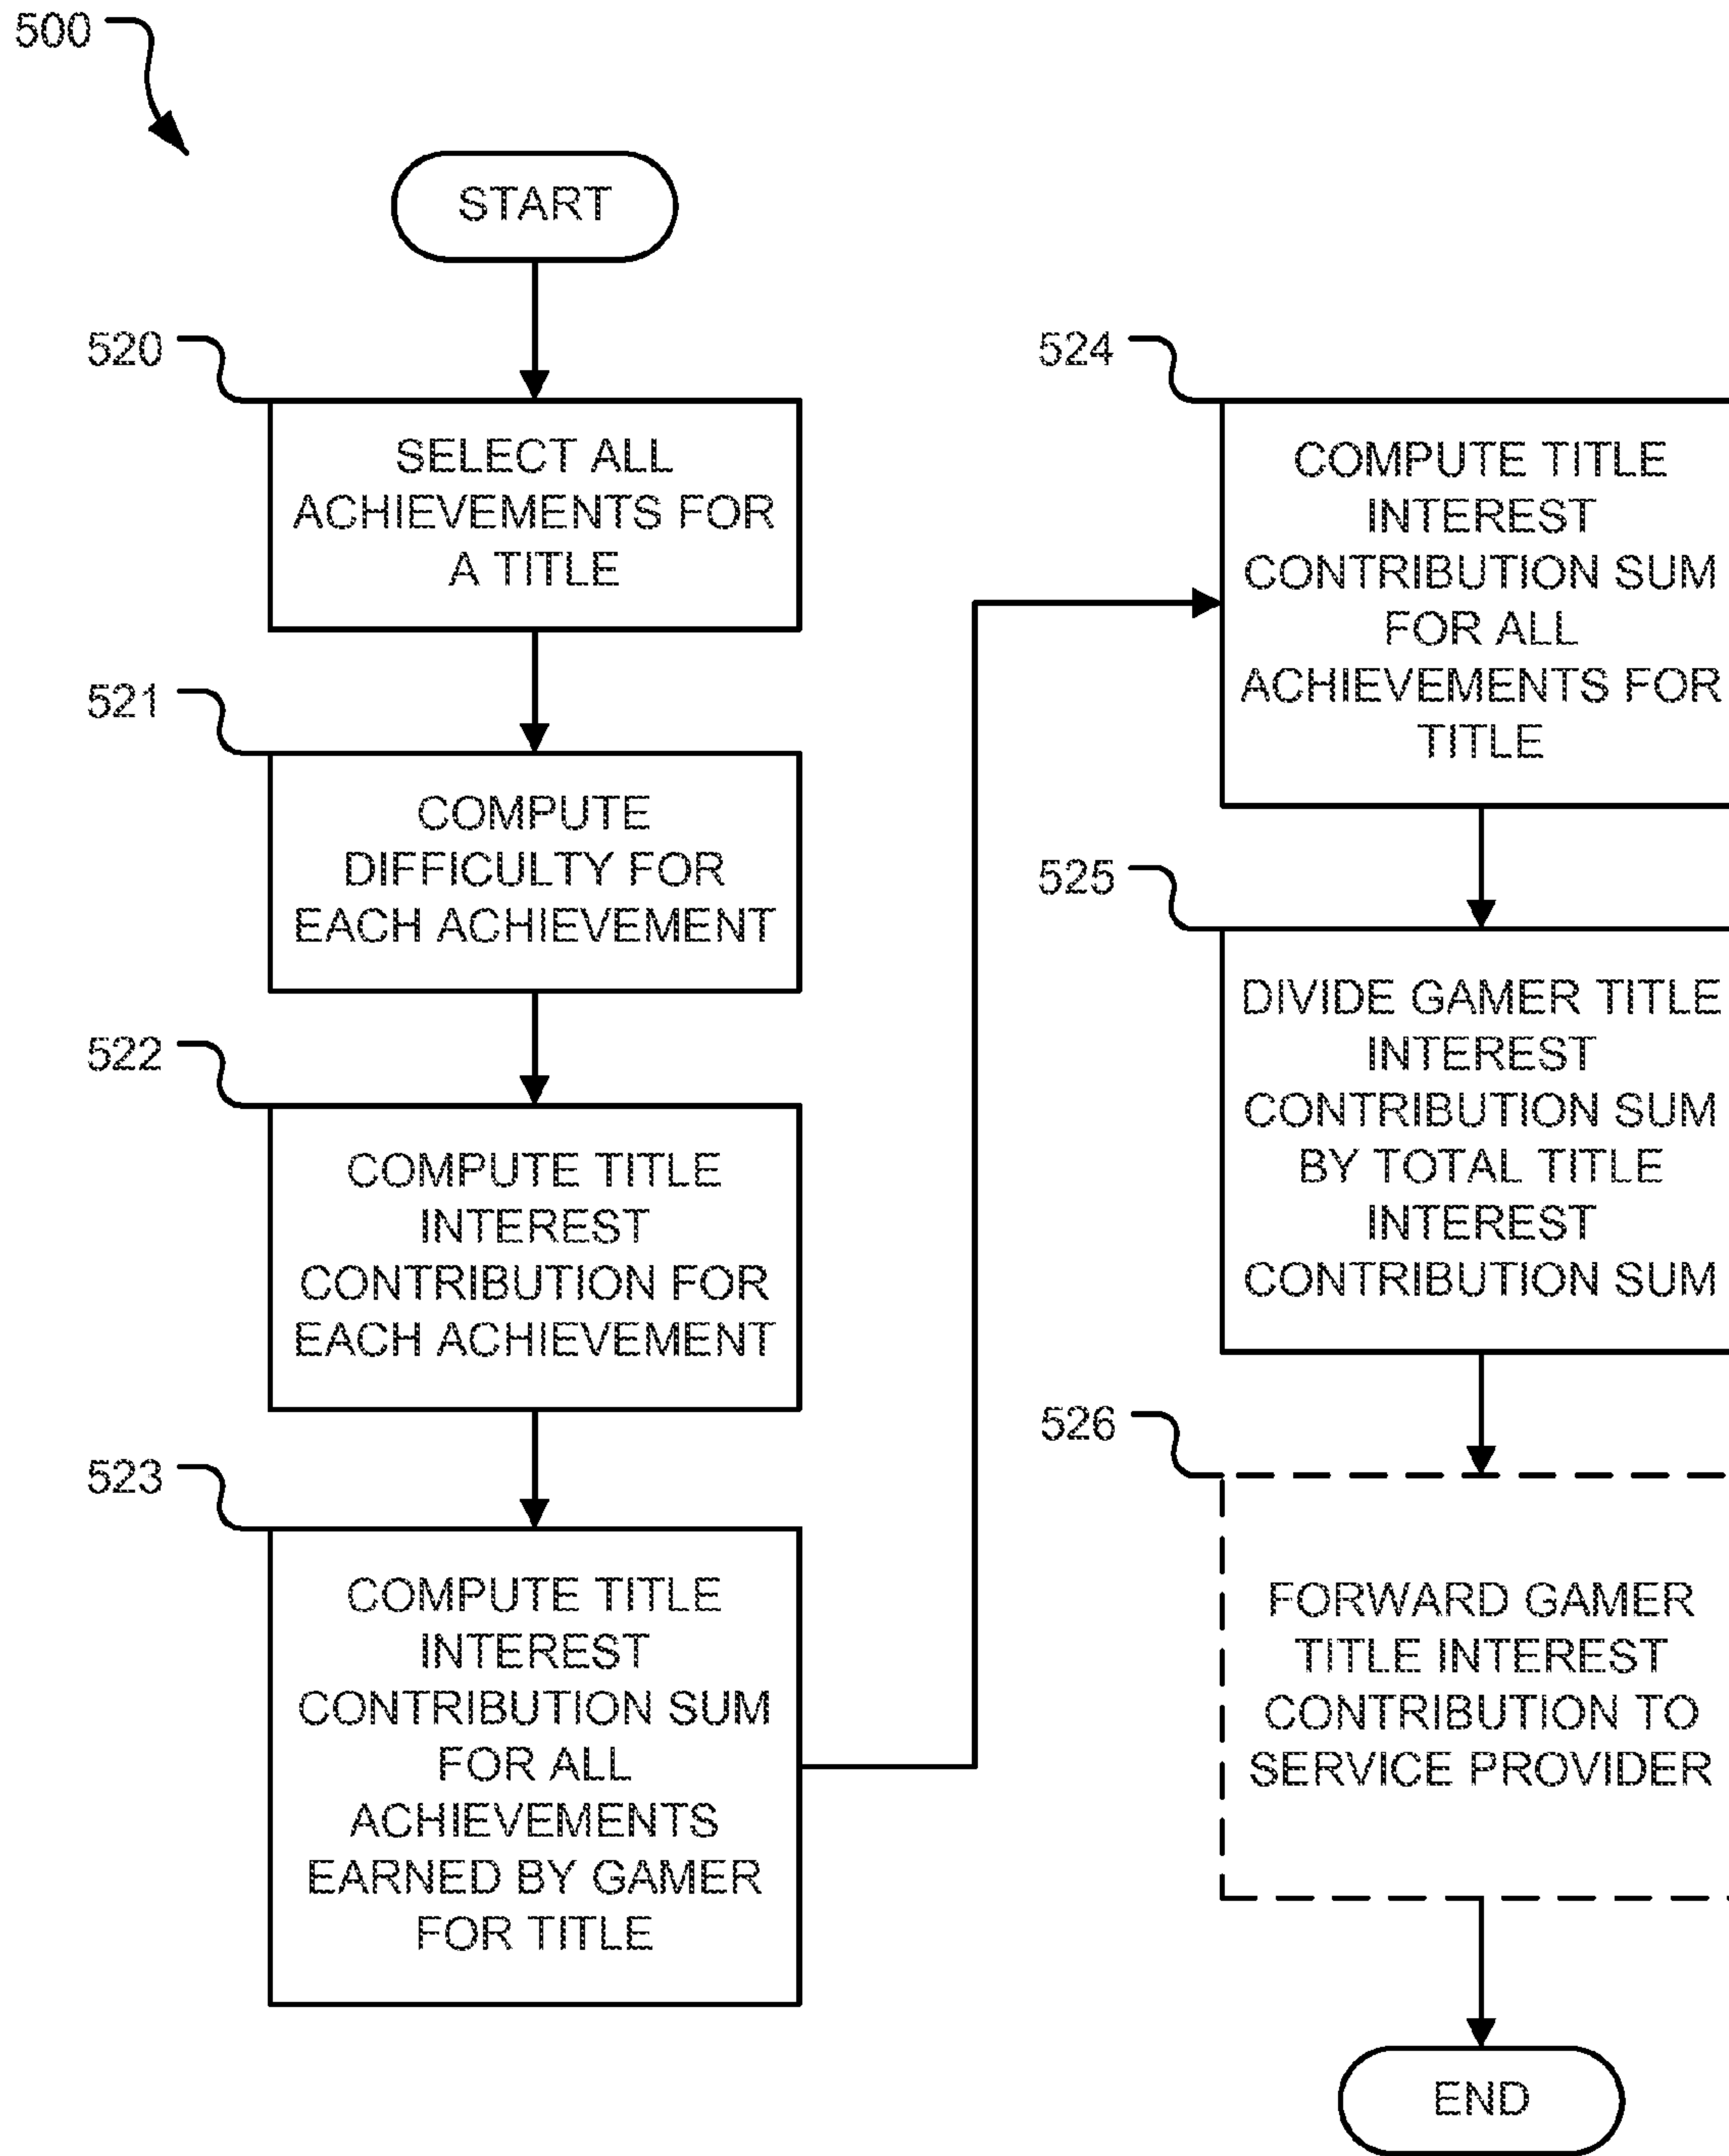 500
START
520
SELECT ALL
ACHIEVEMENTS FOR
A TITLE
521
COMPUTE
DIFFICULTY FOR
EACH ACHIEVEMENT
522
COMPUTE TITLE
INTEREST
CONTRIBUTION FOR
EACH ACHIEVEMENT
523
COMPUTE TITLE
INTEREST
CONTRIBUTION SUM
FOR ALL
ACHIEVEMENTS
EARNED BY GAMER
FOR TITLE
524
COMPUTE TITLE
INTEREST
CONTRIBUTION SUM
FOR ALL
ACHIEVEMENTS FOR
TITLE
525
DIVIDE GAMER TITLE
INTEREST
CONTRIBUTION SUM
BY TOTAL TITLE
INTEREST
CONTRIBUTION SUM
526
FORWARD GAMER
TITLE INTEREST
CONTRIBUTION TO
SERVICE PROVIDER
END